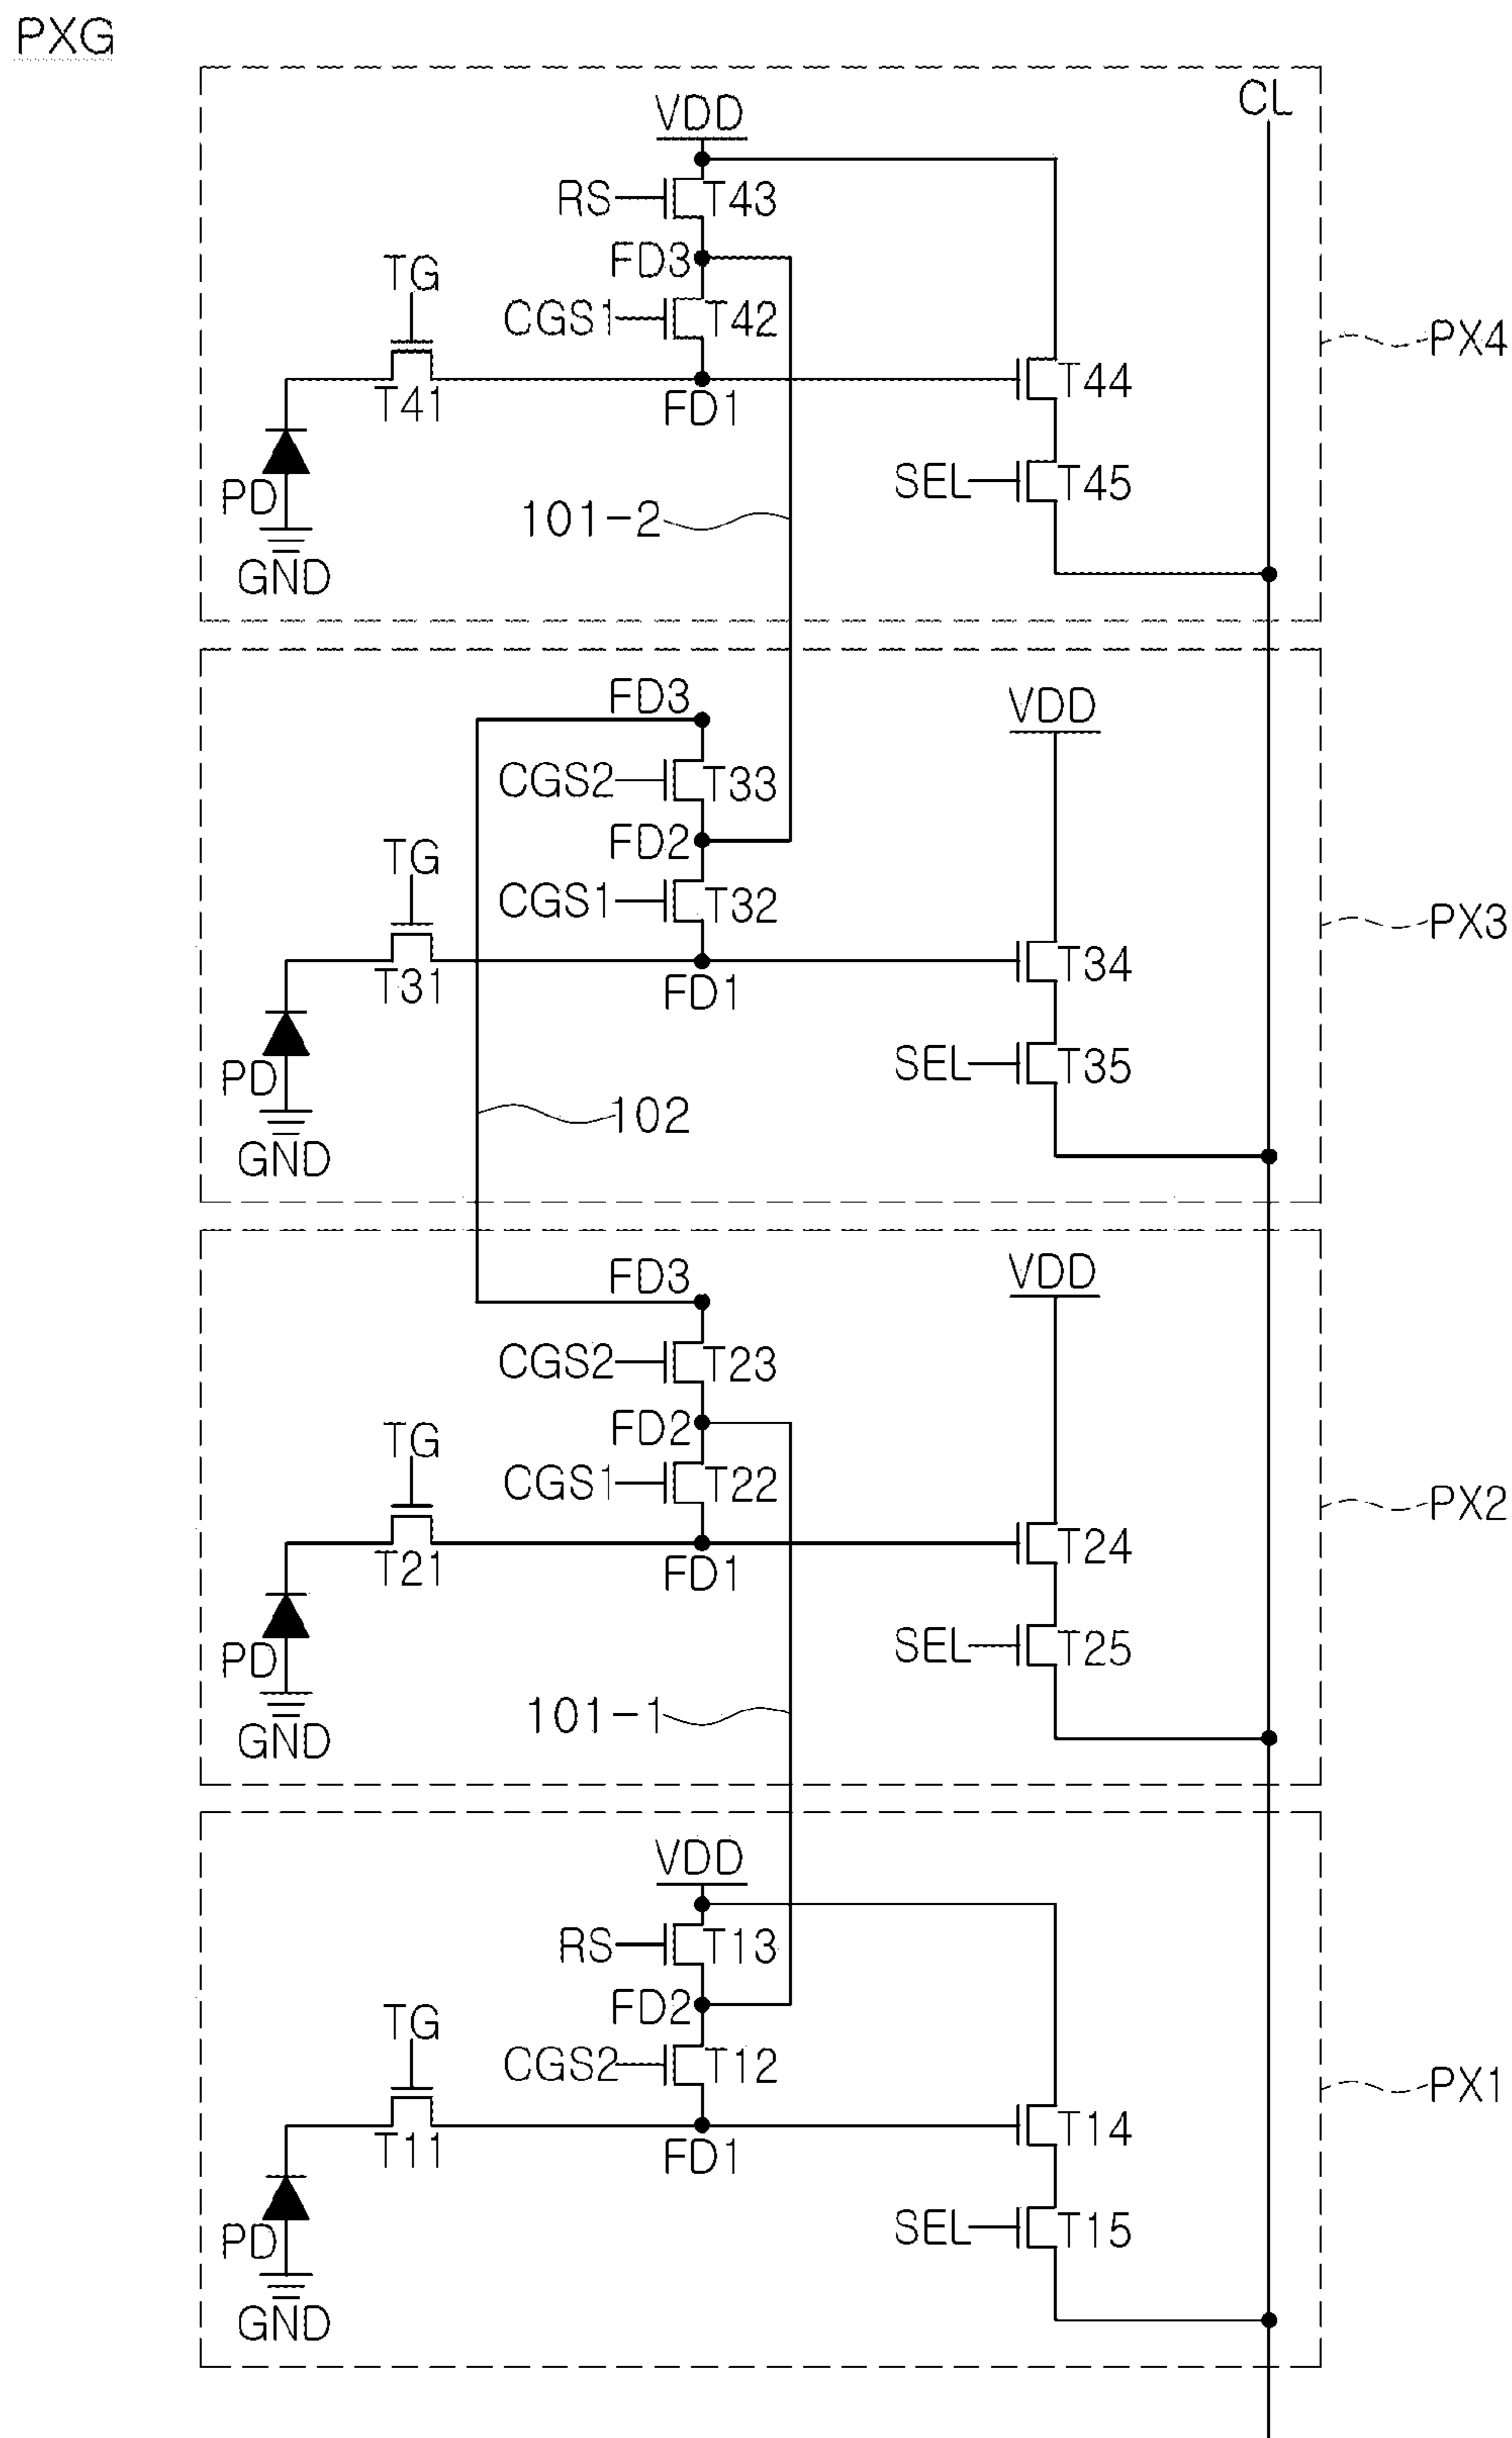 PXG
CL
VDD
RS
T43
FD3
TG
CGS1
T42
PX4
T44
T41
FD1
SEL
T45
PD
101-2
GND
FD3
VDD
CGS2
T33
FD2
TG
CGS1
T32
PX3
T34
T31
FD1
SEL
T35
PD
102
GND
VDD
FD3
CGS2
T23
FD2
TG
CGS1
T22
PX2
T24
T21
FD1
SEL
T25
PD
101-1
GND
VDD
RS
T13
FD2
TG
CGS2
T12
PX1
T14
T11
FD1
SEL
T15
PD
GND